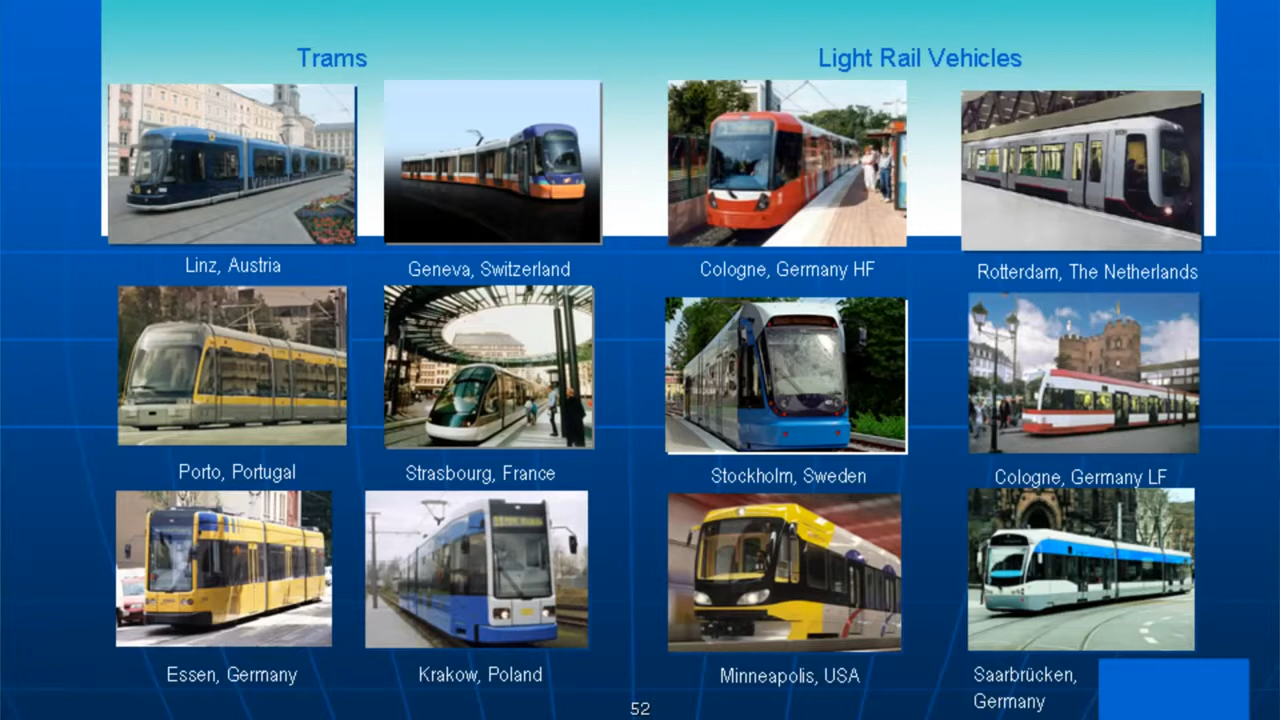 Trams
Light Rail Vehicles
Linz, Austria
Geneva, Switzerland
Cologne, Germany HF
Rotterdam, The Netherlands
Porto, Portugal
Strasbourg, France
Stockholm, Sweden
Cologne, Germany LF
Essen, Germany
Krakow, Poland
Minneapolis, USA
Saarbrücken,
Germany
52